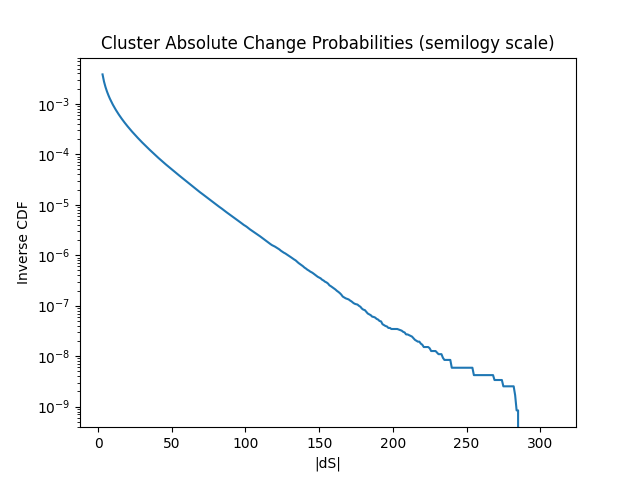 Cluster Absolute Change Probabilities (semilogy scale)
Inverse CDF
10⁻³
10⁻⁴
10⁻⁵
10⁻⁶
10⁻⁷
10⁻⁸
10⁻⁹
0 50 100 150 200 250 300
|dS|